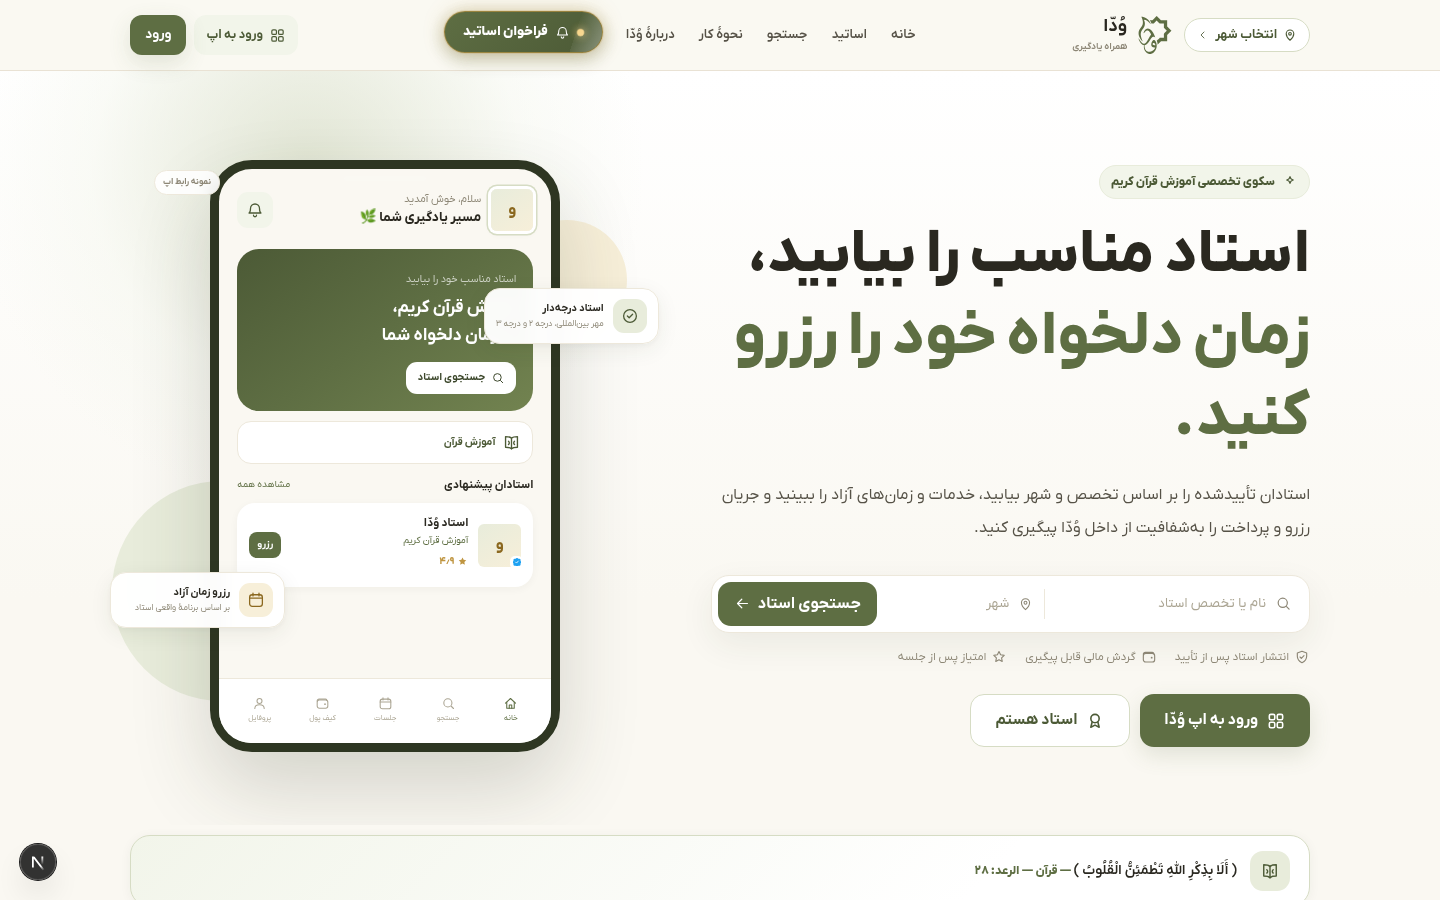 انتخاب شهر
وُدّا
همراه یادگیری
خانه
اساتید
جستجو
نحوهٔ کار
دربارهٔ وُدّا
فراخوان اساتید
ورود به اپ
ورود
سکوی تخصصی آموزش قرآن کریم
استاد مناسب را بیابید،
زمان دلخواه خود را رزرو
کنید.
استادان تأییدشده را بر اساس تخصص و شهر بیابید، خدمات و زمان‌های آزاد را ببینید و جریان
رزرو و پرداخت را به‌شفافیت از داخل وُدّا پیگیری کنید.
نام یا تخصص استاد
شهر
جستجوی استاد
انتشار استاد پس از تأیید
گردش مالی قابل پیگیری
امتیاز پس از جلسه
ورود به اپ وُدّا
استاد هستم
نمونه رابط اپ
و
سلام، خوش آمدید
مسیر یادگیری شما 🌿
استاد مناسب خود را بیابید
قرآن کریم،
دلخواه شما
جستجوی استاد
استاد درجه‌دار
مهر بین‌المللی، درجه ۲ و درجه ۳
آموزش قرآن
استادان پیشنهادی
مشاهده همه
و
استاد وُدّا
آموزش قرآن کریم
۴٫۹
رزرو
رزرو زمان آزاد
بر اساس برنامهٔ واقعی استاد
خانه
جستجو
جلسات
کیف پول
پروفایل
﴿ أَلَا بِذِكْرِ اللَّهِ تَطْمَئِنُّ الْقُلُوبُ ﴾ — قرآن — الرعد: ۲۸
N